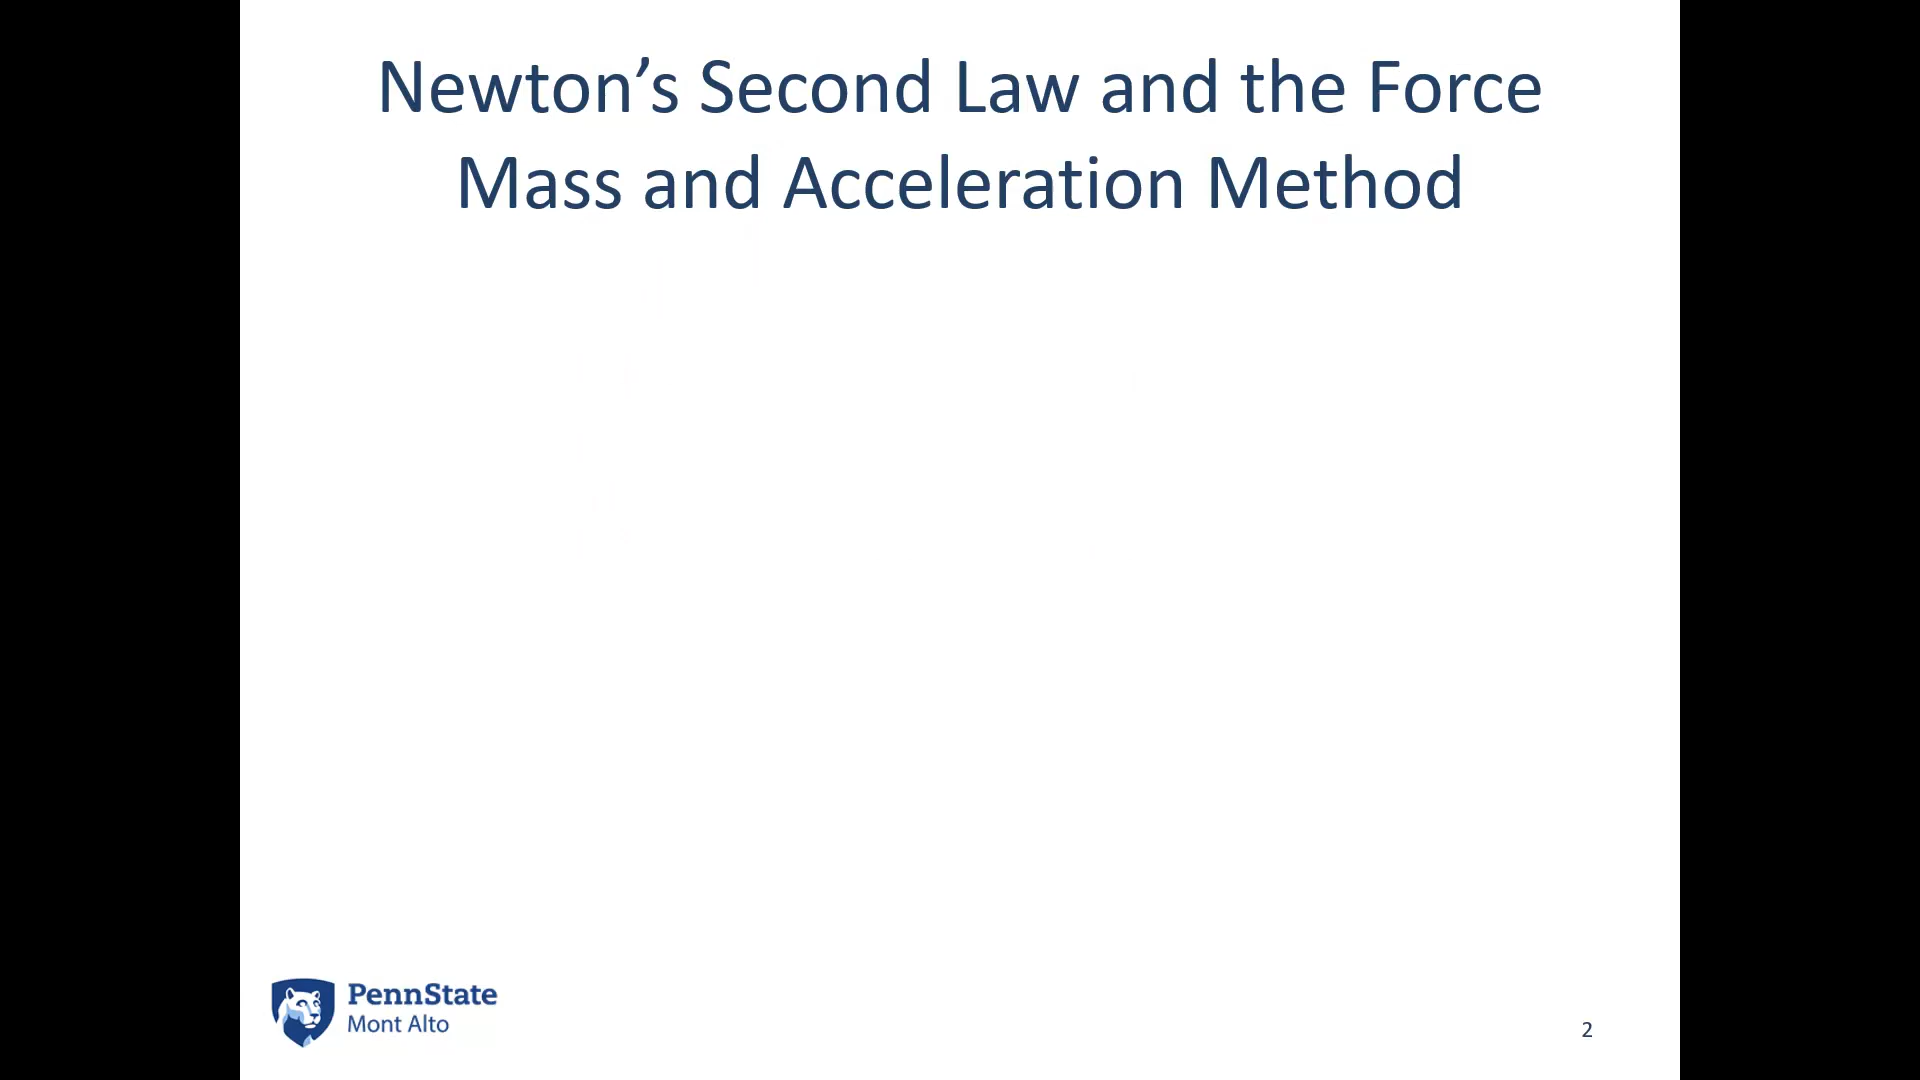 Newton’s Second Law and the Force
Mass and Acceleration Method
PennState
Mont Alto
2